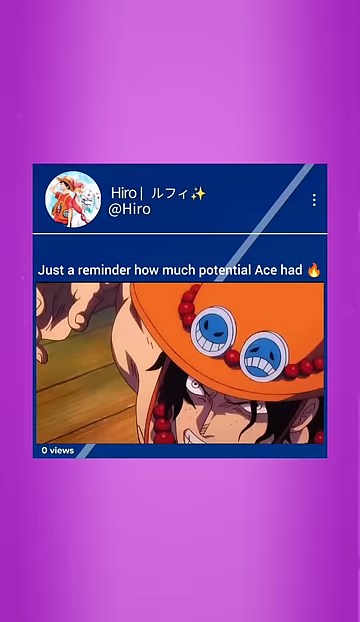 Hiro| ルフィ✨
@Hiro
Just a reminder how much potential Ace had 🔥
0 views